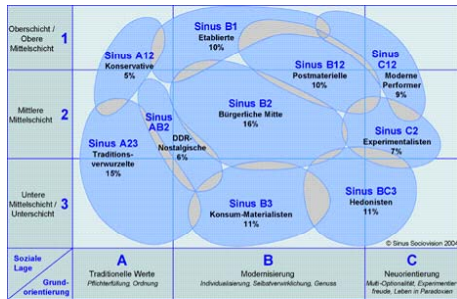 Oberschicht /
Obere
Mittelschicht
1
Mittlere
Mittelschicht
2
Untere
Mittelschicht /
Unterschicht
3
Sinus B1
Etablierte
10%
Sinus A12
Konservative
5%
Sinus B12
Postmaterielle
10%
Sinus
C12
Moderne
Performer
9%
Sinus
AB2
DDR-
Nostalgische
6%
Sinus B2
Bürgerliche Mitte
16%
Sinus C2
Experimentalisten
7%
Sinus A23
Traditions-
verwurzelte
15%
Sinus B3
Konsum-Materialisten
11%
Sinus BC3
Hedonisten
11%
© Sinus Sociovision 2004
Soziale
Lage
Grund-
orientierung
A
Traditionelle Werte
Pflichterfüllung, Ordnung
B
Modernisierung
Individualisierung, Selbstverwirklichung, Genuss
C
Neuorientierung
Multi-Optionalität, Experimentier-
freude, Leben in Paradoxien